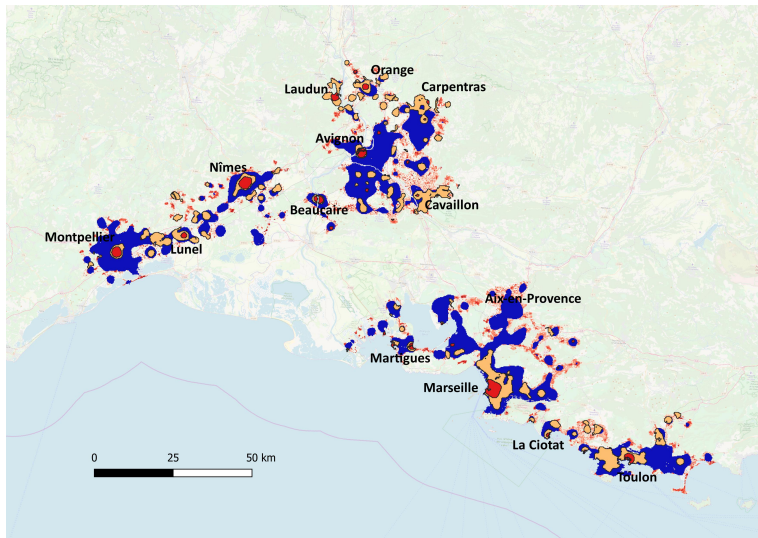 Orange
Laudun
Carpentras
Avignon
Nîmes
Beaucaire
Cavaillon
Montpellier
Lunel
Aix-en-Provence
Martigues
Marseille
La Ciotat
Toulon
0 25 50 km